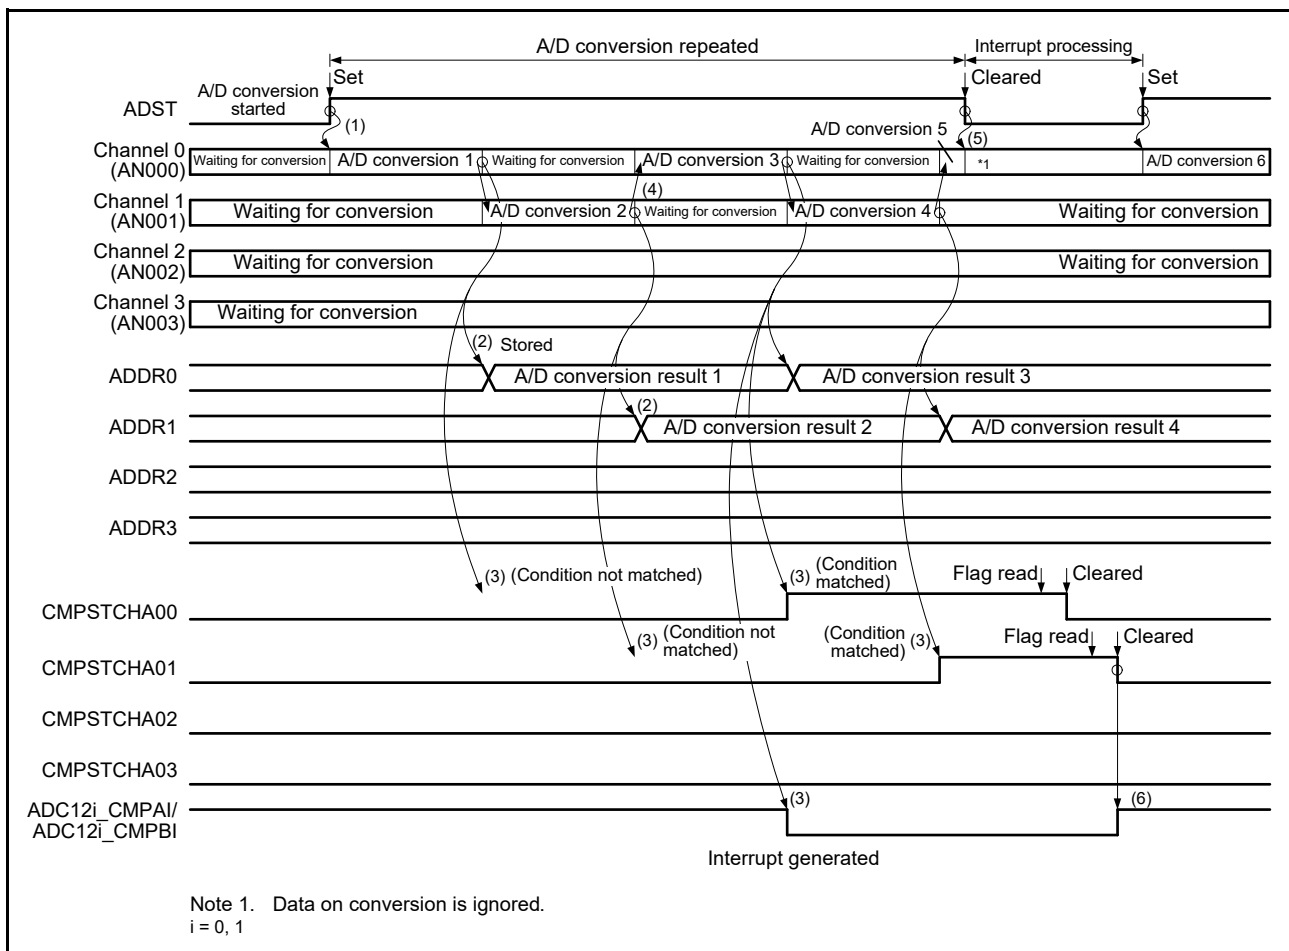 A/D conversion repeated
Interrupt processing
Set
Cleared
Set
A/D conversion
started
ADST
(1)
A/D conversion 5
(5)
Channel 0
(AN000)
Waiting for conversion
A/D conversion 1
Waiting for conversion
A/D conversion 3
Waiting for conversion
*1
A/D conversion 6
(4)
Channel 1
(AN001)
Waiting for conversion
A/D conversion 2
Waiting for conversion
A/D conversion 4
Waiting for conversion
Channel 2
(AN002)
Waiting for conversion
Waiting for conversion
Channel 3
(AN003)
Waiting for conversion
(2) Stored
ADDR0
A/D conversion result 1
A/D conversion result 3
(2)
ADDR1
A/D conversion result 2
A/D conversion result 4
ADDR2
ADDR3
(3) (Condition not matched)
(3) (Condition
matched)
Flag read
Cleared
CMPSTCHA00
(3) (Condition not
matched)
(Condition
matched) (3)
Flag read
Cleared
CMPSTCHA01
CMPSTCHA02
CMPSTCHA03
ADC12i_CMPAI/
ADC12i_CMPBI
(3)
(6)
Interrupt generated
Note 1. Data on conversion is ignored.
i = 0, 1